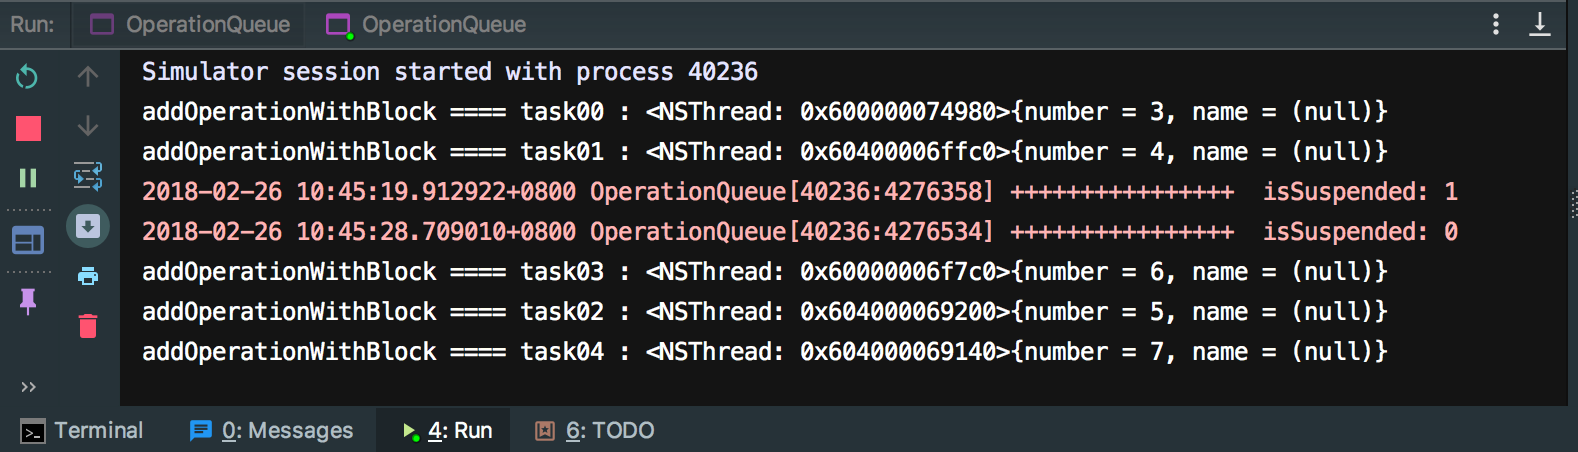 Run: OperationQueue OperationQueue
Simulator session started with process 40236
addOperationWithBlock ==== task00 : <NSThread: 0x600000074980>{number = 3, name = (null)}
addOperationWithBlock ==== task01 : <NSThread: 0x60400006ffc0>{number = 4, name = (null)}
2018-02-26 10:45:19.912922+0800 OperationQueue[40236:4276358] ++++++++++++++++  isSuspended: 1
2018-02-26 10:45:28.709010+0800 OperationQueue[40236:4276534] ++++++++++++++++  isSuspended: 0
addOperationWithBlock ==== task03 : <NSThread: 0x60000006f7c0>{number = 6, name = (null)}
addOperationWithBlock ==== task02 : <NSThread: 0x604000069200>{number = 5, name = (null)}
addOperationWithBlock ==== task04 : <NSThread: 0x604000069140>{number = 7, name = (null)}
Terminal 0: Messages 4: Run 6: TODO